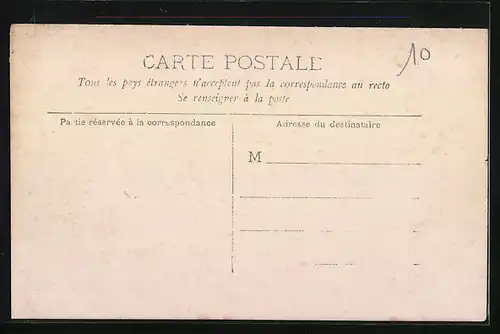 CARTE POSTALE
10
Tous les pays étrangers n'acceptent pas la correspondance au recto
Se renseigner à la poste
Partie réservée à la correspondance
Adresse du destinataire
M